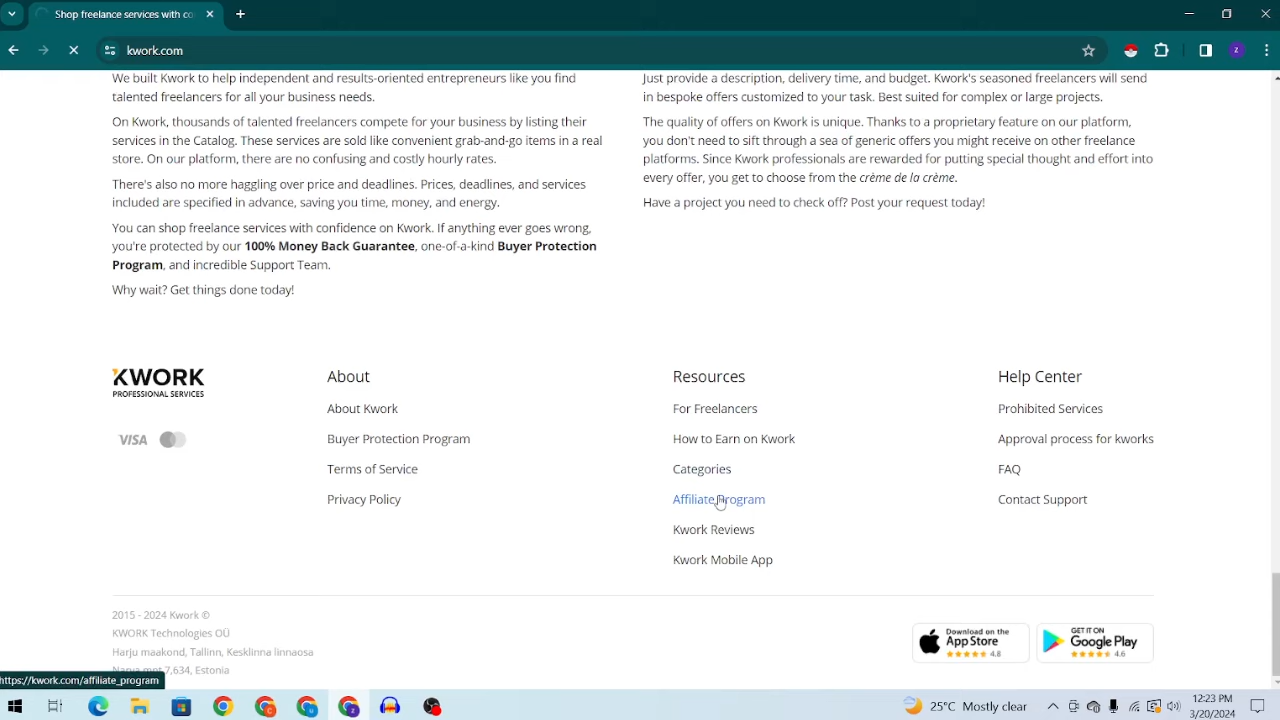 Shop freelance services with co
kwork.com
z
We built Kwork to help independent and results-oriented entrepreneurs like you find
talented freelancers for all your business needs.
On Kwork, thousands of talented freelancers compete for your business by listing their
services in the Catalog. These services are sold like convenient grab-and-go items in a real
store. On our platform, there are no confusing and costly hourly rates.
There's also no more haggling over price and deadlines. Prices, deadlines, and services
included are specified in advance, saving you time, money, and energy.
You can shop freelance services with confidence on Kwork. If anything ever goes wrong,
you're protected by our 100% Money Back Guarantee, one-of-a-kind Buyer Protection
Program, and incredible Support Team.
Why wait? Get things done today!
Just provide a description, delivery time, and budget. Kwork's seasoned freelancers will send
in bespoke offers customized to your task. Best suited for complex or large projects.
The quality of offers on Kwork is unique. Thanks to a proprietary feature on our platform,
you don't need to sift through a sea of generic offers you might receive on other freelance
platforms. Since Kwork professionals are rewarded for putting special thought and effort into
every offer, you get to choose from the crème de la crème.
Have a project you need to check off? Post your request today!
KWORK
PROFESSIONAL SERVICES
VISA
About
About Kwork
Buyer Protection Program
Terms of Service
Privacy Policy
Resources
For Freelancers
How to Earn on Kwork
Categories
Affiliate Program
Kwork Reviews
Kwork Mobile App
Help Center
Prohibited Services
Approval process for kworks
FAQ
Contact Support
2015 - 2024 Kwork ©
KWORK Technologies OÜ
Harju maakond, Tallinn, Kesklinna linnaosa
Narva mnt 7,634, Estonia
Download on the
App Store
4.8
GET IT ON
Google Play
4.6
https://kwork.com/affiliate_program
25°C Mostly clear
12:23 PM
3/20/2024